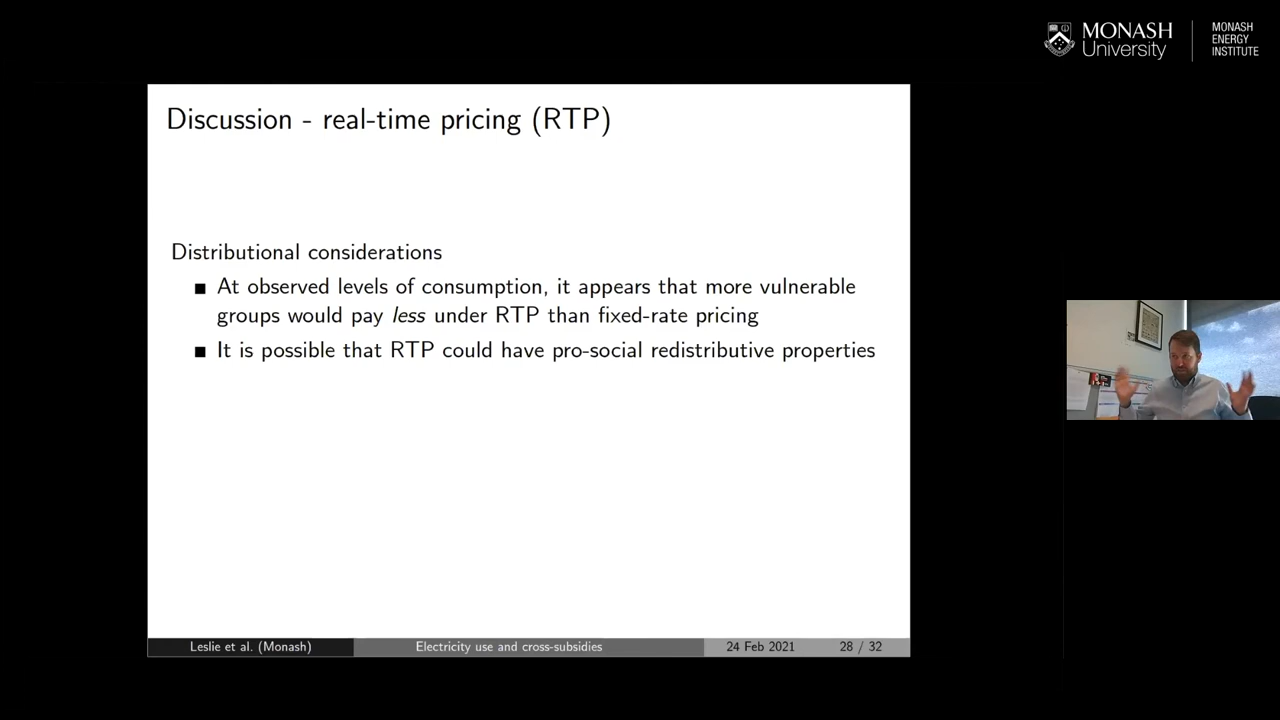 MONASH University
MONASH
ENERGY
INSTITUTE
Discussion - real-time pricing (RTP)
Distributional considerations
At observed levels of consumption, it appears that more vulnerable
groups would pay less under RTP than fixed-rate pricing
It is possible that RTP could have pro-social redistributive properties
Leslie et al. (Monash)
Electricity use and cross-subsidies
24 Feb 2021
28 / 32